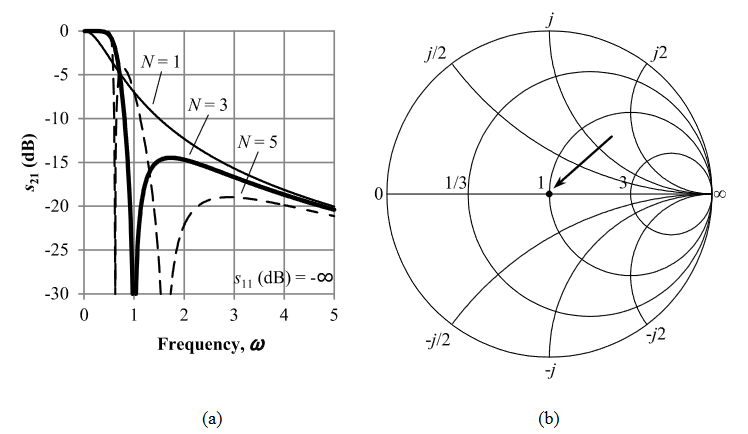 0
-5
-10
-15
-20
-25
-30
s21 (dB)
N = 1
N = 3
N = 5
s11 (dB) = -∞
0 1 2 3 4 5
Frequency, ω
(a)
j
j/2
j2
0
1/3
1
3
∞
-j/2
-j2
-j
(b)